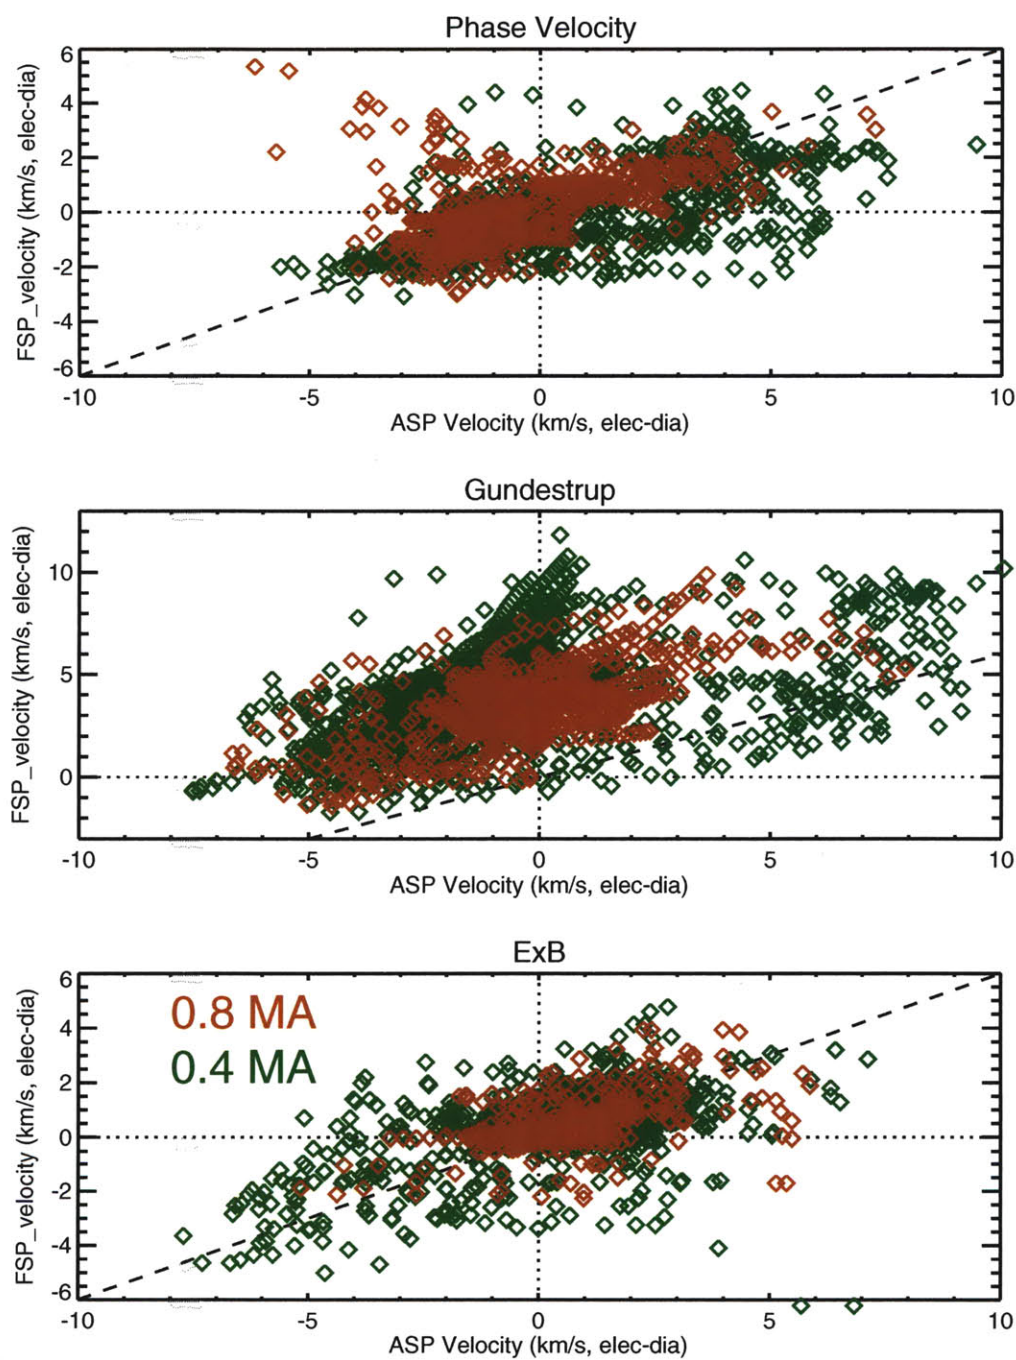 Phase Velocity
6
4
2
0
-2
-4
-6
FSP_velocity (km/s, elec-dia)
-10
-5
0
5
10
ASP Velocity (km/s, elec-dia)
Gundestrup
10
5
0
FSP_velocity (km/s, elec-dia)
-10
-5
0
5
10
ASP Velocity (km/s, elec-dia)
ExB
0.8 MA
0.4 MA
6
4
2
0
-2
-4
-6
FSP_velocity (km/s, elec-dia)
-10
-5
0
5
10
ASP Velocity (km/s, elec-dia)